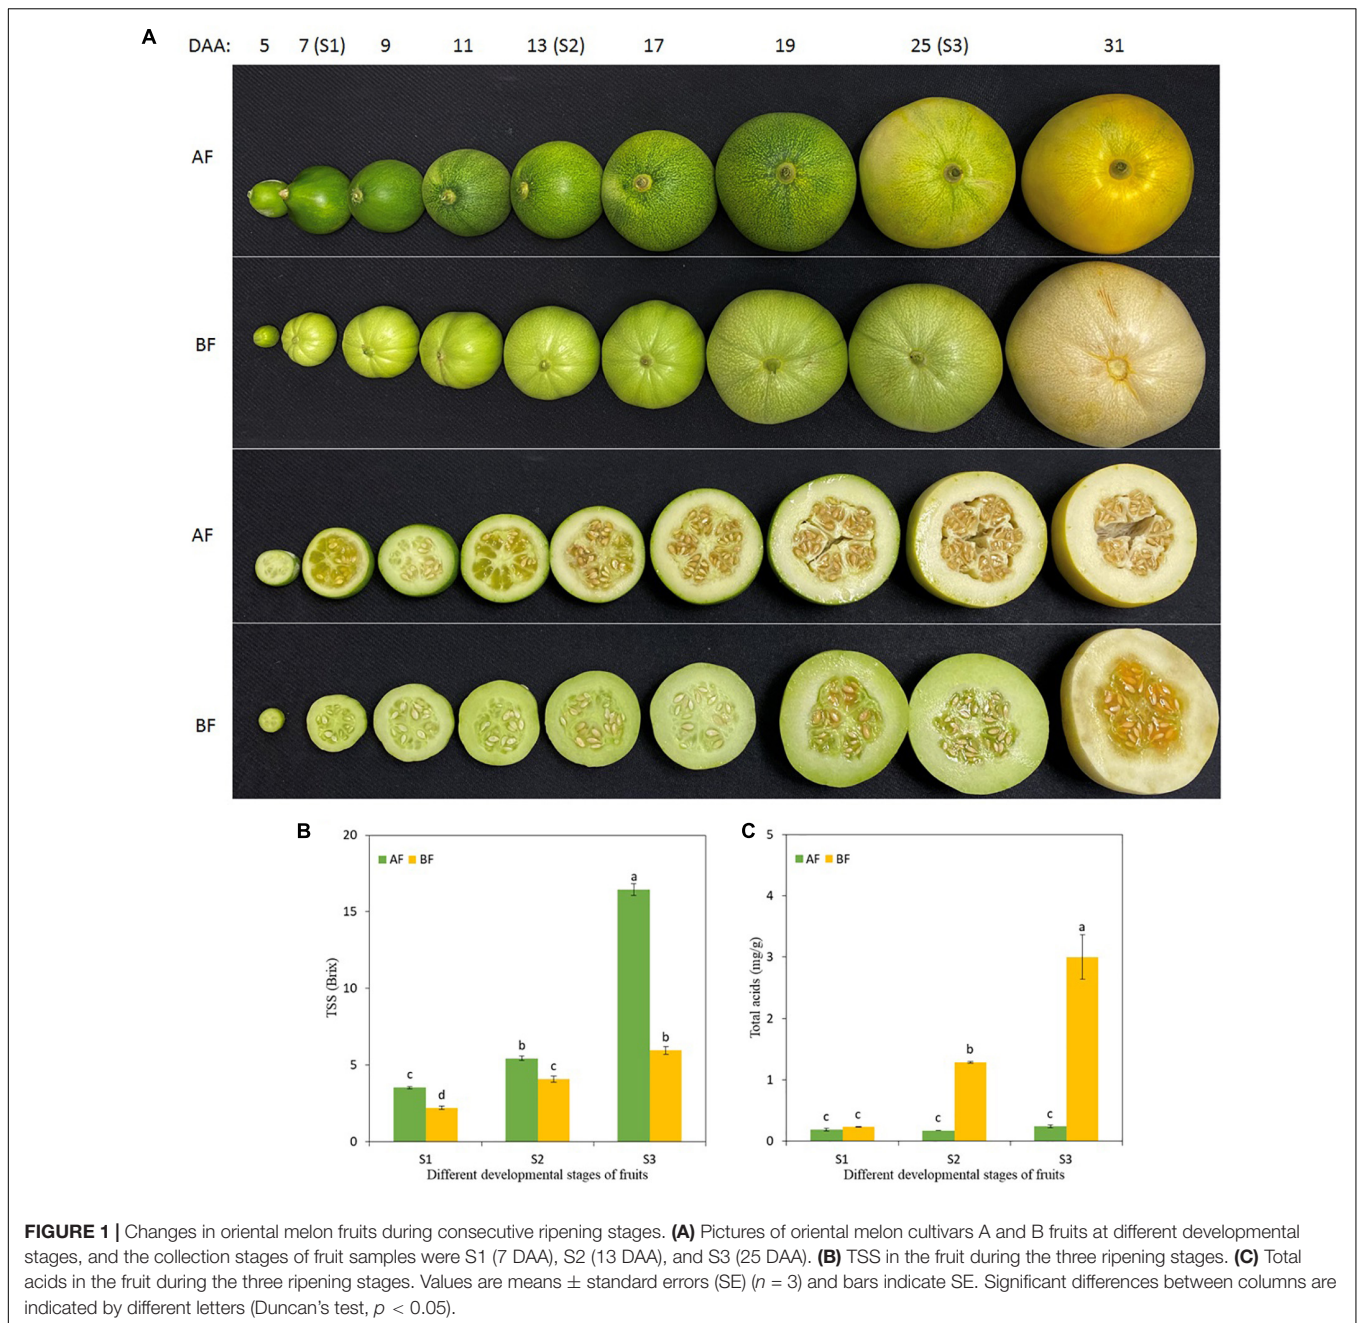 A
DAA: 5 7 (S1) 9 11 13 (S2) 17 19 25 (S3) 31
AF
BF
AF
BF
B
20
15
10
5
0
TSS (Brix)
AF BF
c
d
b
c
a
b
S1 S2 S3
Different developmental stages of fruits
C
5
4
3
2
1
0
Total acids (mg/g)
AF BF
c
c
c
b
c
a
S1 S2 S3
Different developmental stages of fruits
FIGURE 1 | Changes in oriental melon fruits during consecutive ripening stages. (A) Pictures of oriental melon cultivars A and B fruits at different developmental
stages, and the collection stages of fruit samples were S1 (7 DAA), S2 (13 DAA), and S3 (25 DAA). (B) TSS in the fruit during the three ripening stages. (C) Total
acids in the fruit during the three ripening stages. Values are means ± standard errors (SE) (n = 3) and bars indicate SE. Significant differences between columns are
indicated by different letters (Duncan's test, p < 0.05).